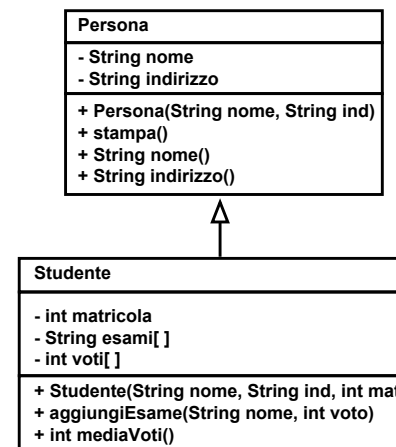 Persona
- String nome
- String indirizzo
+ Persona(String nome, String ind)
+ stampa()
+ String nome()
+ String indirizzo()
Studente
- int matricola
- String esami[ ]
- int voti[ ]
+ Studente(String nome, String ind, int mat
+ aggiungiEsame(String nome, int voto)
+ int mediaVoti()